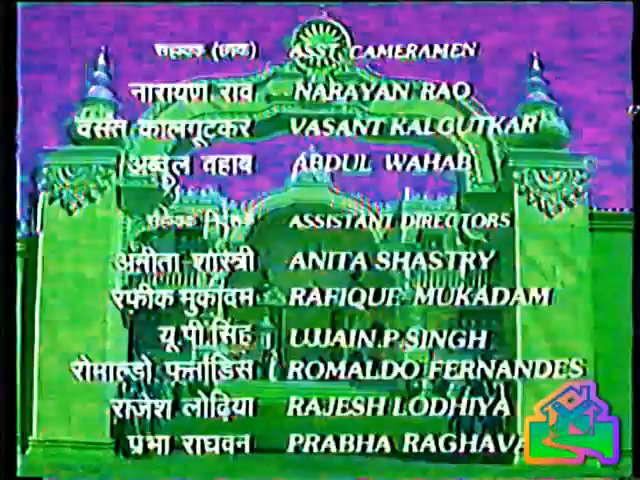 सहायक (छाया) ASST. CAMERAMEN
नारायण राव NARAYAN RAO
वसंत कालगूटकर VASANT KALGUTKAR
अब्दुल वहाब ABDUL WAHAB
ASSISTANT DIRECTORS
अनीता शास्त्री ANITA SHASTRY
रफ़ीक मुकादम RAFIQUE MUKADAM
यू.पी.सिंह UJJAIN.P.SINGH
रोमाल्डो फर्नांडिस ROMALDO FERNANDES
राजेश लोढ़िया RAJESH LODHIYA
प्रभा राघवन PRABHA